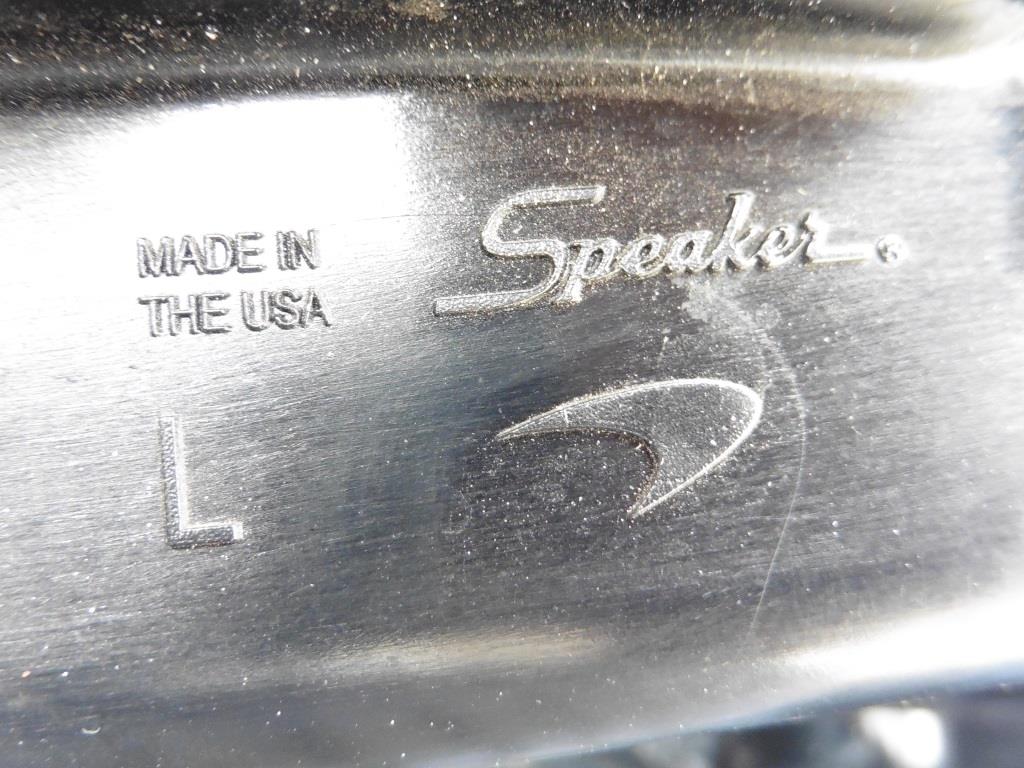 MADE IN
THE USA
Speaker®
L